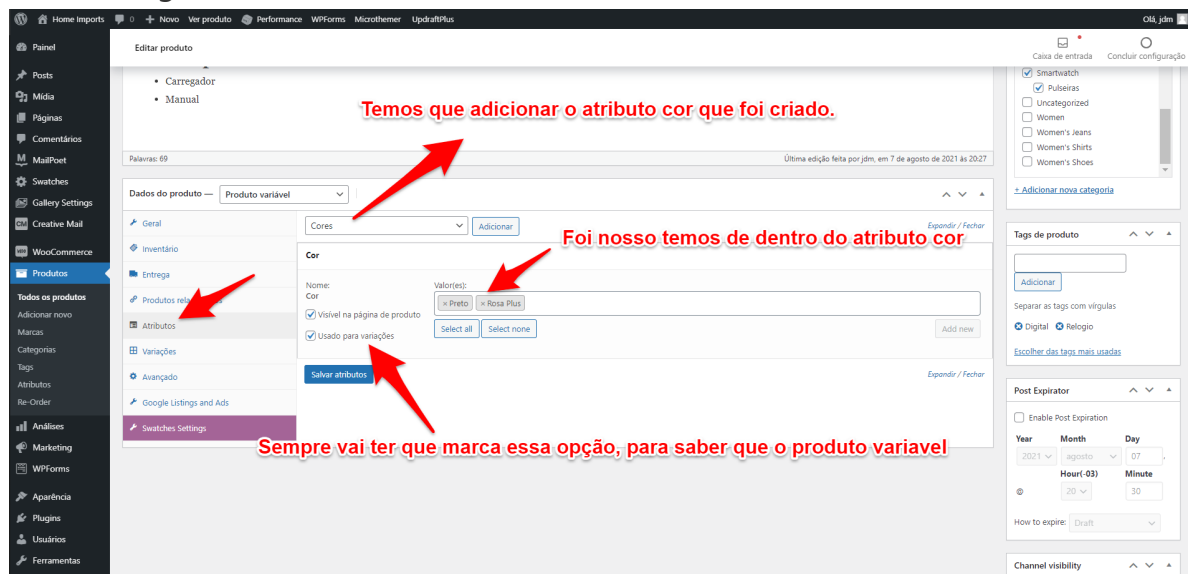 Home Imports 0 + Novo Ver produto Performance WPForms Microthemer UpdraftPlus Olá, jdm
Painel
Posts
Mídia
Páginas
Comentários
MailPoet
Swatches
Gallery Settings
Creative Mail
WooCommerce
Produtos
Todos os produtos
Adicionar novo
Marcas
Categorias
Tags
Atributos
Re-Order
Análises
Marketing
WPForms
Aparência
Plugins
Usuários
Ferramentas
Editar produto
Caixa de entrada Concluir configuração
• Carregador
• Manual
Temos que adicionar o atributo cor que foi criado.
Palavras: 69 Última edição feita por jdm, em 7 de agosto de 2021 às 20:27
Dados do produto — Produto variável
Geral
Inventário
Entrega
Produtos rela
Atributos
Variações
Avançado
Google Listings and Ads
Swatches Settings
Cores Adicionar Expandir / Fechar
Foi nosso temos de dentro do atributo cor
Cor
Nome: Valor(es):
Cor
× Preto × Rosa Plus
Visível na página de produto
Usado para variações
Select all Select none Add new
Salvar atributos Expandir / Fechar
Sempre vai ter que marca essa opção, para saber que o produto variavel
Smartwatch
Pulseiras
Uncategorized
Women
Women's Jeans
Women's Shirts
Women's Shoes
+ Adicionar nova categoria
Tags de produto
Adicionar
Separar as tags com vírgulas
Digital Relogio
Escolher das tags mais usadas
Post Expirator
Enable Post Expiration
Year Month Day
2021 agosto 07 ,
Hour(-03) Minute
@ 20 30
How to expire: Draft
Channel visibility